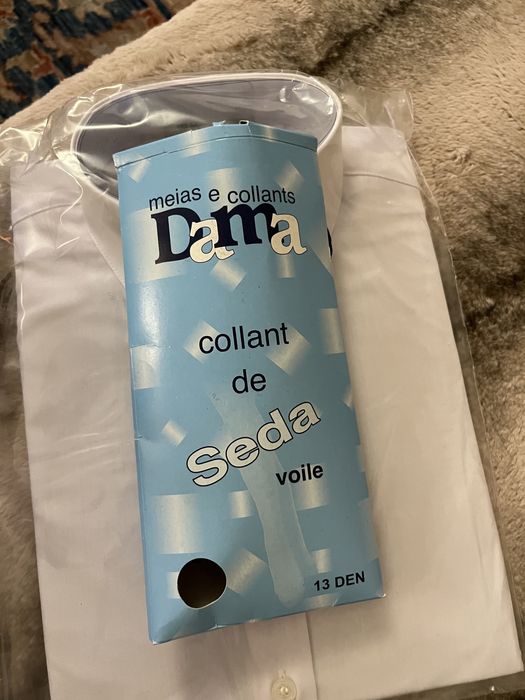 meias e collants
Dama
collant
de
Seda
voile
13 DEN